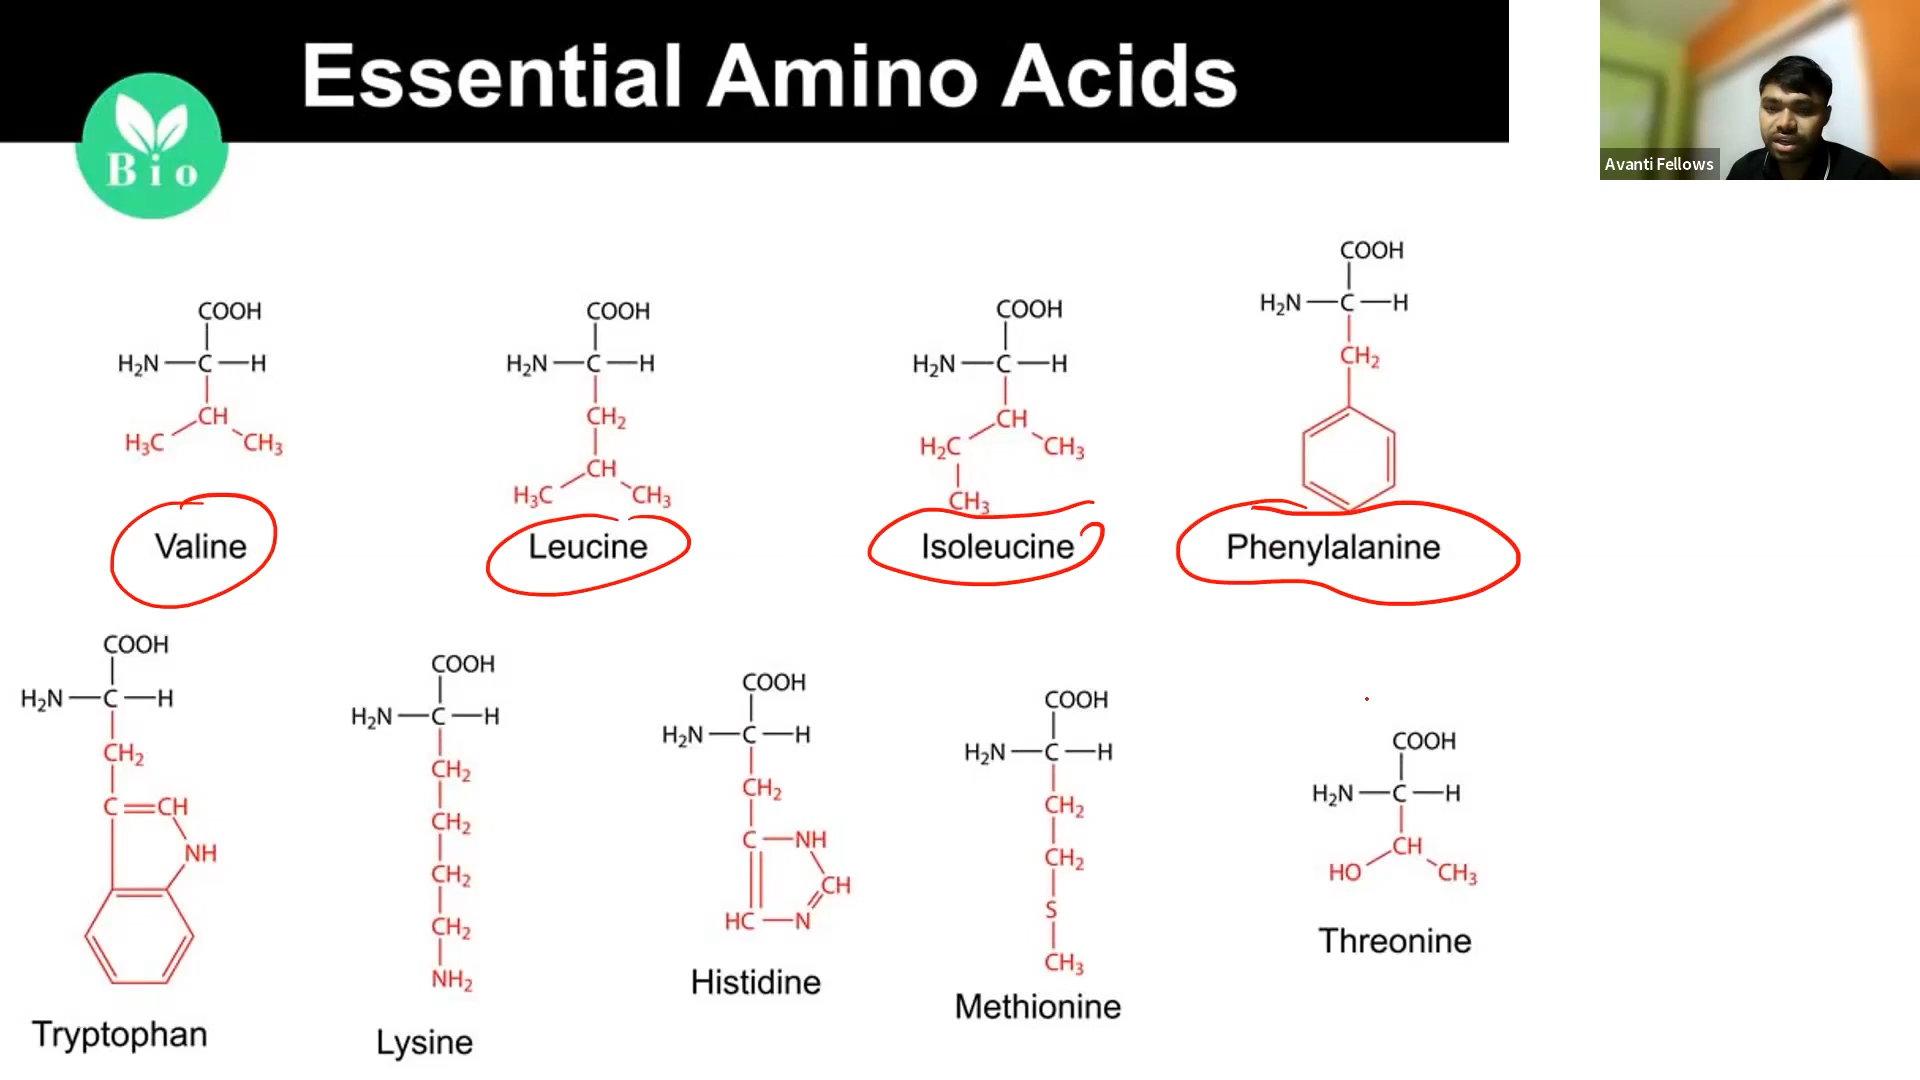 Essential Amino Acids
Bio
Avanti Fellows
COOH
H₂N—C—H
CH
H₃C CH₃
Valine
COOH
H₂N—C—H
CH₂
CH
H₃C CH₃
Leucine
COOH
H₂N—C—H
CH
H₂C CH₃
CH₃
Isoleucine
COOH
H₂N—C—H
CH₂
Phenylalanine
COOH
H₂N—C—H
CH₂
C=CH
NH
Tryptophan
COOH
H₂N—C—H
CH₂
CH₂
CH₂
CH₂
NH₂
Lysine
COOH
H₂N—C—H
CH₂
C—NH
CH
HC—N
Histidine
COOH
H₂N—C—H
CH₂
CH₂
S
CH₃
Methionine
COOH
H₂N—C—H
CH
HO CH₃
Threonine